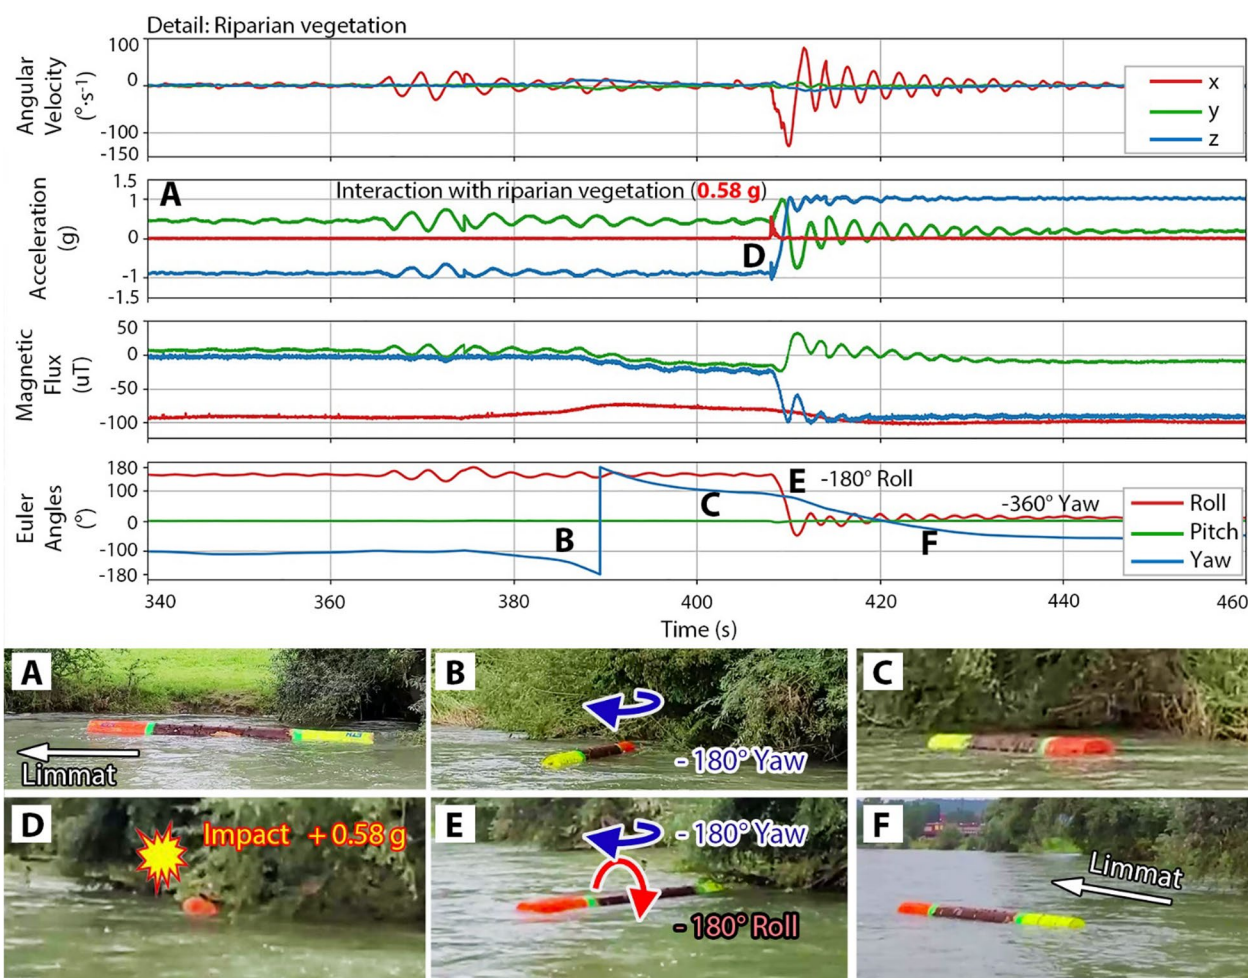 Detail: Riparian vegetation
Angular Velocity (°·s⁻¹)
100
0
-100
-150
x
y
z
Acceleration (g)
1.5
1
0
-1
-1.5
A
Interaction with riparian vegetation (0.58 g)
D
Magnetic Flux (uT)
50
0
-50
-100
Euler Angles (°)
180
100
0
-100
-180
B
C
E
-180° Roll
-360° Yaw
F
Roll
Pitch
Yaw
340 360 380 400 420 440 460
Time (s)
A
Limmat
B
- 180° Yaw
C
D
Impact + 0.58 g
E
- 180° Yaw
- 180° Roll
F
Limmat